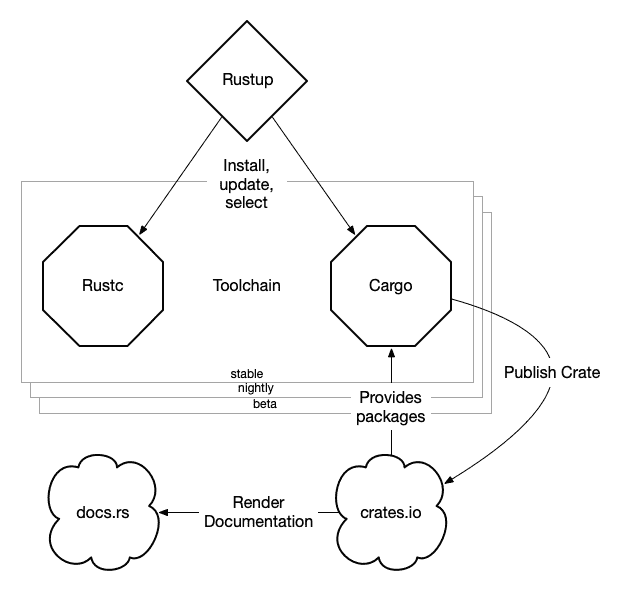 Rustup
Install,
update,
select
Rustc
Toolchain
Cargo
stable
nightly
beta
Publish Crate
Provides
packages
docs.rs
Render
Documentation
crates.io